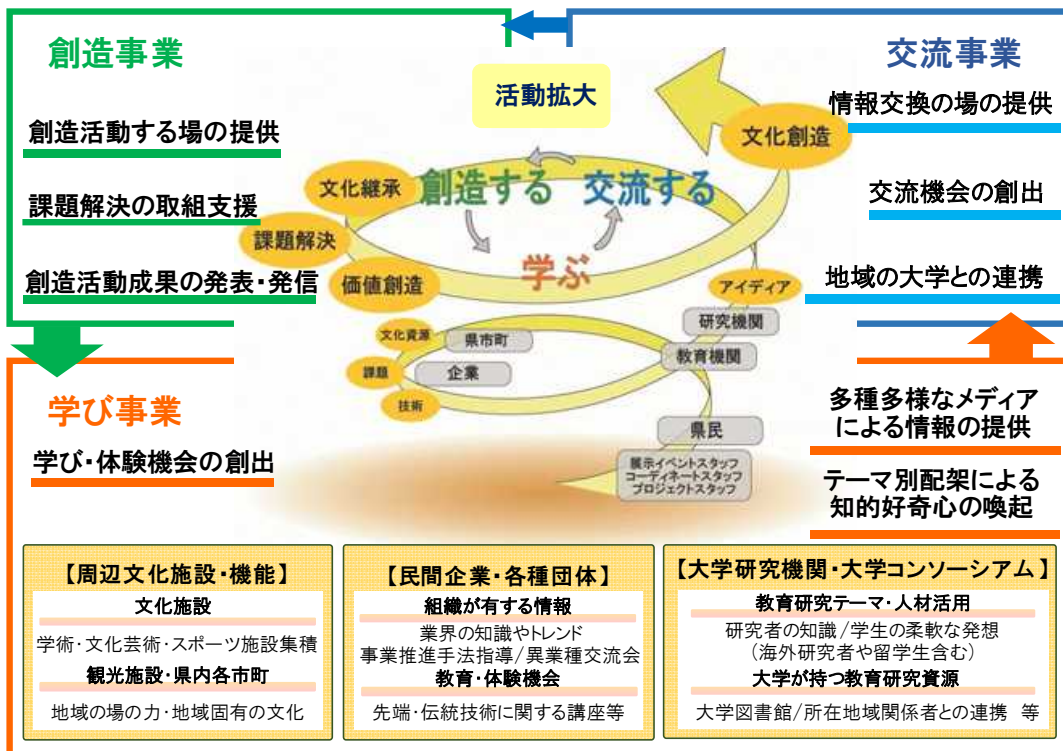 創造事業
創造活動する場の提供
課題解決の取組支援
創造活動成果の発表・発信
活動拡大
交流事業
情報交換の場の提供
交流機会の創出
地域の大学との連携
文化創造
文化継承
創造する
交流する
課題解決
学ぶ
価値創造
アイディア
研究機関
文化資源
県市町
教育機関
課題
企業
技術
県民
展示イベントスタッフ
コーディネートスタッフ
プロジェクトスタッフ
学び事業
学び・体験機会の創出
多種多様なメディア
による情報の提供
テーマ別配架による
知的好奇心の喚起
【周辺文化施設・機能】
文化施設
学術・文化芸術・スポーツ施設集積
観光施設・県内各市町
地域の場の力・地域固有の文化
【民間企業・各種団体】
組織が有する情報
業界の知識やトレンド
事業推進手法指導/異業種交流会
教育・体験機会
先端・伝統技術に関する講座等
【大学研究機関・大学コンソーシアム】
教育研究テーマ・人材活用
研究者の知識/学生の柔軟な発想
(海外研究者や留学生含む)
大学が持つ教育研究資源
大学図書館/所在地域関係者との連携 等